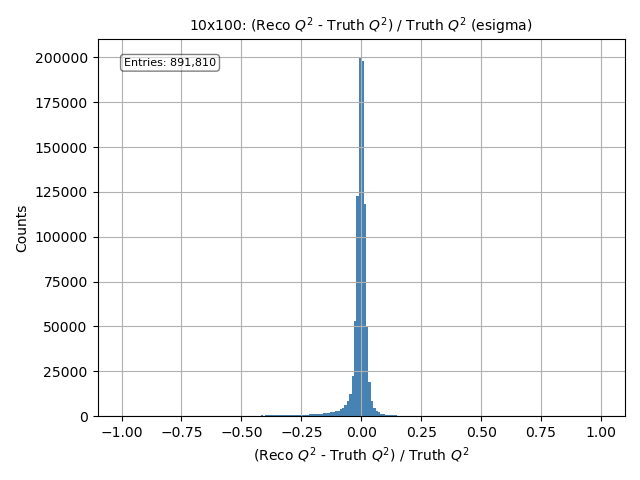 10x100: (Reco Q² - Truth Q²) / Truth Q² (esigma)
Entries: 891,810
200000
175000
150000
125000
100000
75000
50000
25000
0
Counts
−1.00 −0.75 −0.50 −0.25 0.00 0.25 0.50 0.75 1.00
(Reco Q² - Truth Q²) / Truth Q²